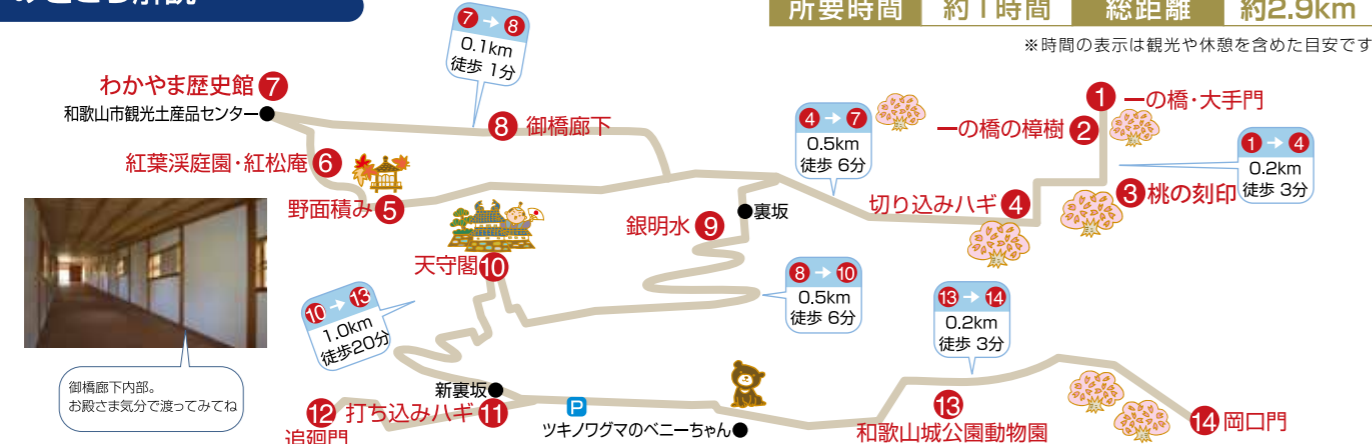 みどころ解説
所要時間 約1時間 総距離 約2.9km
※時間の表示は観光や休憩を含めた目安です
7→8
0.1km
徒歩 1分
わかやま歴史館 7
和歌山市観光土産品センター
8 御橋廊下
4→7
0.5km
徒歩 6分
1 一の橋・大手門
一の橋の樟樹 2
1→4
0.2km
徒歩 3分
紅葉渓庭園・紅松庵 6
野面積み 5
切り込みハギ 4
3 桃の刻印
銀明水 9
裏坂
天守閣 10
8→10
0.5km
徒歩 6分
10→13
1.0km
徒歩20分
13→14
0.2km
徒歩 3分
御橋廊下内部。
お殿さま気分で渡ってみてね
新裏坂
12 打ち込みハギ 11
追廻門
P
ツキノワグマのベニーちゃん
13
和歌山城公園動物園
14 岡口門